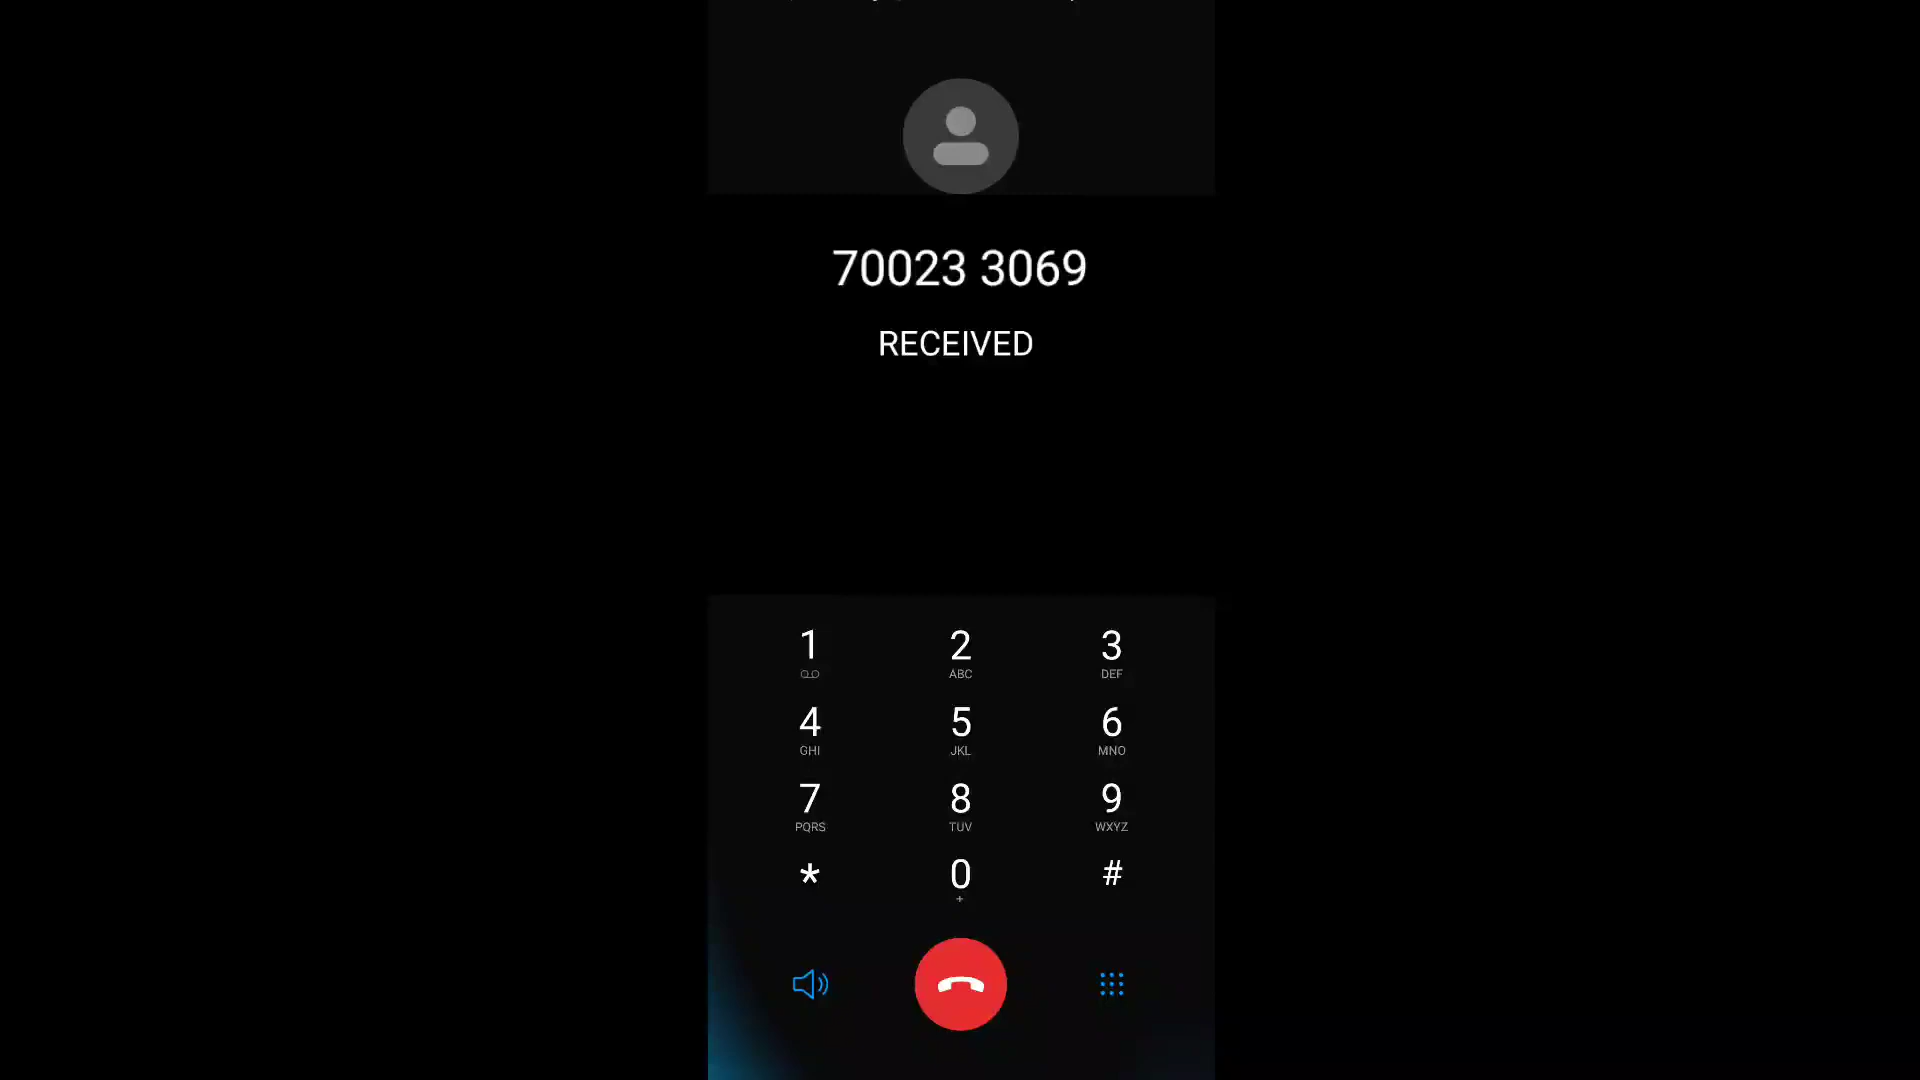 70023 3069
RECEIVED
1 2 3
ABC DEF
4 5 6
GHI JKL MNO
7 8 9
PQRS TUV WXYZ
* 0 #
+